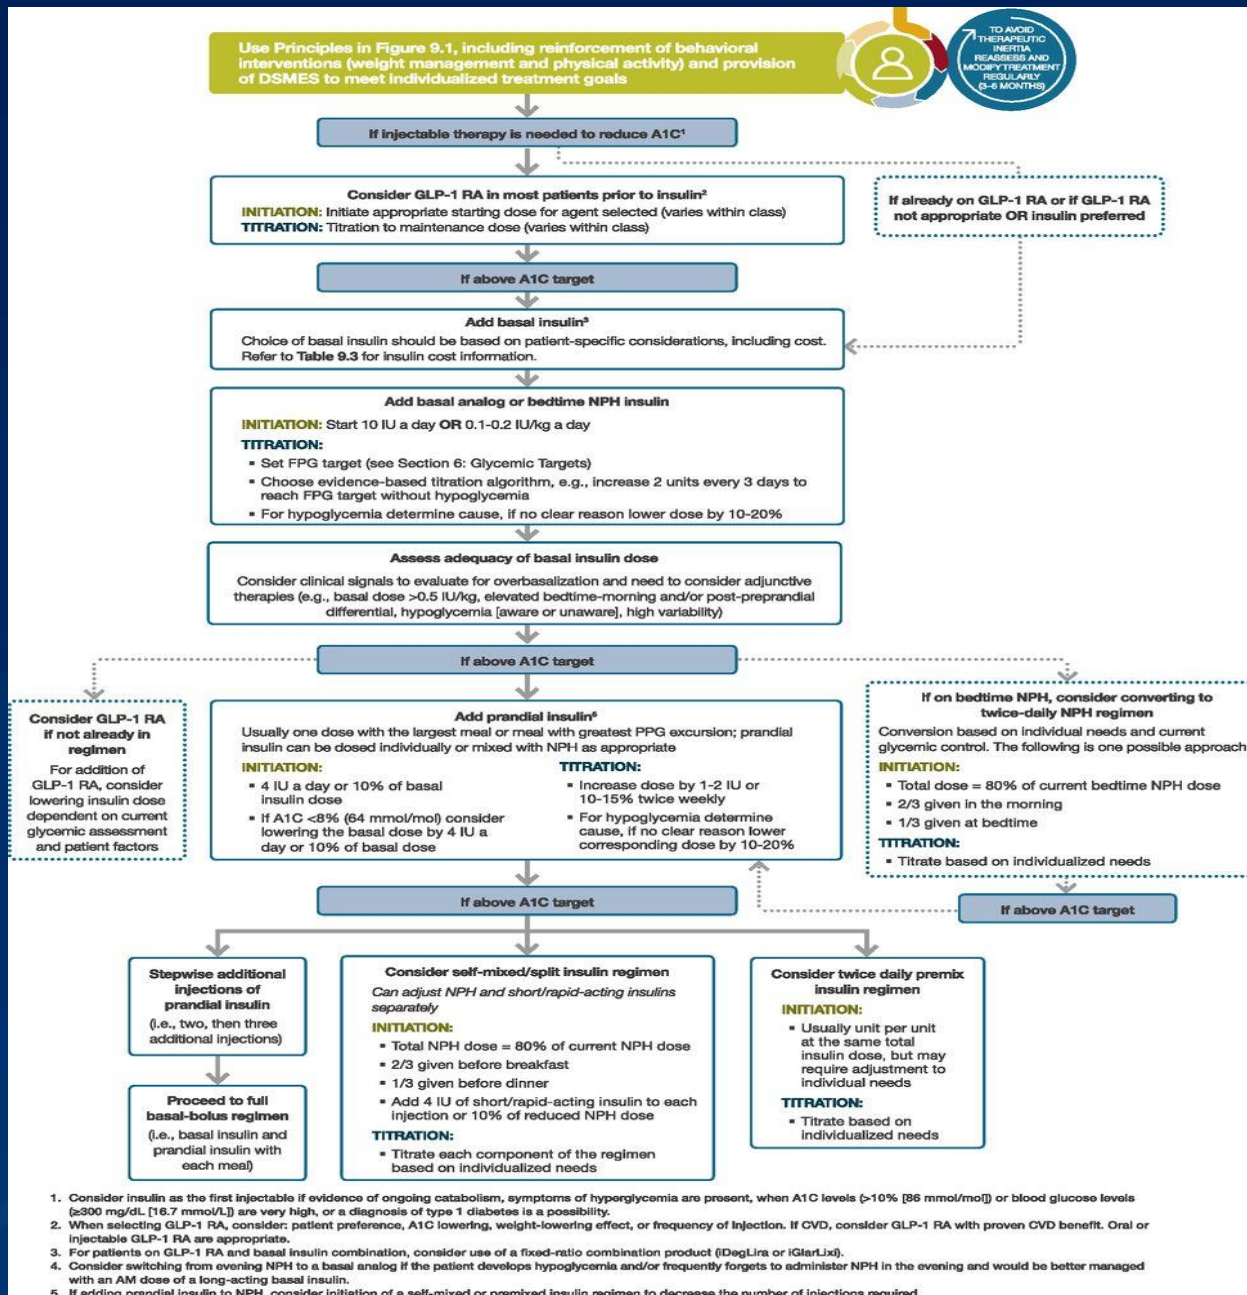 Use Principles in Figure 9.1, including reinforcement of behavioral
interventions (weight management and physical activity) and provision
of DSMES to meet individualized treatment goals
TO AVOID
THERAPEUTIC
INERTIA
REASSESS AND
MODIFY TREATMENT
REGULARLY
(3-6 MONTHS)
If injectable therapy is needed to reduce A1C¹
Consider GLP-1 RA in most patients prior to insulin²
INITIATION: Initiate appropriate starting dose for agent selected (varies within class)
TITRATION: Titration to maintenance dose (varies within class)
If already on GLP-1 RA or if GLP-1 RA
not appropriate OR insulin preferred
If above A1C target
Add basal insulin³
Choice of basal insulin should be based on patient-specific considerations, including cost.
Refer to Table 9.3 for insulin cost information.
Add basal analog or bedtime NPH insulin
INITIATION: Start 10 IU a day OR 0.1-0.2 IU/kg a day
TITRATION:
▪ Set FPG target (see Section 6: Glycemic Targets)
▪ Choose evidence-based titration algorithm, e.g., increase 2 units every 3 days to
reach FPG target without hypoglycemia
▪ For hypoglycemia determine cause, if no clear reason lower dose by 10-20%
Assess adequacy of basal insulin dose
Consider clinical signals to evaluate for overbasalization and need to consider adjunctive
therapies (e.g., basal dose >0.5 IU/kg, elevated bedtime-morning and/or post-preprandial
differential, hypoglycemia [aware or unaware], high variability)
If above A1C target
Consider GLP-1 RA
if not already in
regimen
For addition of
GLP-1 RA, consider
lowering insulin dose
dependent on current
glycemic assessment
and patient factors
Add prandial insulin⁵
Usually one dose with the largest meal or meal with greatest PPG excursion; prandial
insulin can be dosed individually or mixed with NPH as appropriate
INITIATION:
▪ 4 IU a day or 10% of basal
insulin dose
▪ If A1C <8% (64 mmol/mol) consider
lowering the basal dose by 4 IU a
day or 10% of basal dose
TITRATION:
▪ Increase dose by 1-2 IU or
10-15% twice weekly
▪ For hypoglycemia determine
cause, if no clear reason lower
corresponding dose by 10-20%
If on bedtime NPH, consider converting to
twice-daily NPH regimen
Conversion based on individual needs and current
glycemic control. The following is one possible approach
INITIATION:
▪ Total dose = 80% of current bedtime NPH dose
▪ 2/3 given in the morning
▪ 1/3 given at bedtime
TITRATION:
▪ Titrate based on individualized needs
If above A1C target
If above A1C target
Stepwise additional
injections of
prandial insulin
(i.e., two, then three
additional injections)
Proceed to full
basal-bolus regimen
(i.e., basal insulin and
prandial insulin with
each meal)
Consider self-mixed/split insulin regimen
Can adjust NPH and short/rapid-acting insulins
separately
INITIATION:
▪ Total NPH dose = 80% of current NPH dose
▪ 2/3 given before breakfast
▪ 1/3 given before dinner
▪ Add 4 IU of short/rapid-acting insulin to each
injection or 10% of reduced NPH dose
TITRATION:
▪ Titrate each component of the regimen
based on individualized needs
Consider twice daily premix
insulin regimen
INITIATION:
▪ Usually unit per unit
at the same total
insulin dose, but may
require adjustment to
individual needs
TITRATION:
▪ Titrate based on
individualized needs
1. Consider insulin as the first injectable if evidence of ongoing catabolism, symptoms of hyperglycemia are present, when A1C levels (>10% [86 mmol/mol]) or blood glucose levels
(≥300 mg/dL [16.7 mmol/L]) are very high, or a diagnosis of type 1 diabetes is a possibility.
2. When selecting GLP-1 RA, consider: patient preference, A1C lowering, weight-lowering effect, or frequency of injection. If CVD, consider GLP-1 RA with proven CVD benefit. Oral or
injectable GLP-1 RA are appropriate.
3. For patients on GLP-1 RA and basal insulin combination, consider use of a fixed-ratio combination product (iDegLira or iGlarLixi).
4. Consider switching from evening NPH to a basal analog if the patient develops hypoglycemia and/or frequently forgets to administer NPH in the evening and would be better managed
with an AM dose of a long-acting basal insulin.
5. If adding prandial insulin to NPH, consider initiation of a self-mixed or premixed insulin regimen to decrease the number of injections required.